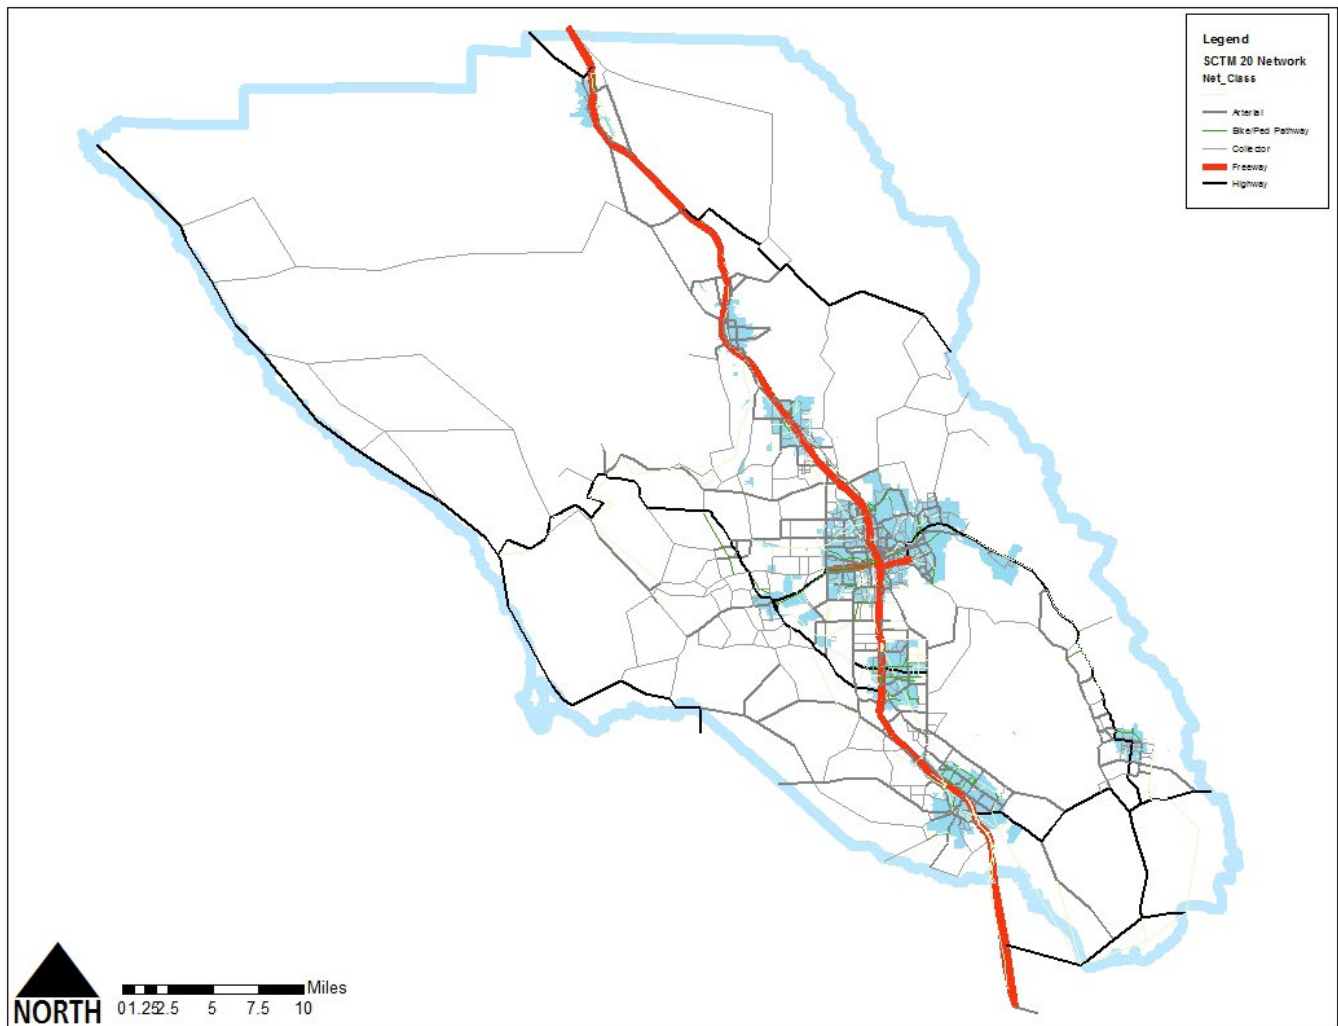 Legend
SCTM 20 Network
Net_Class
Arterial
Bike/Ped Pathway
Collector
Freeway
Highway
Miles
0 1.25 2.5 5 7.5 10
NORTH